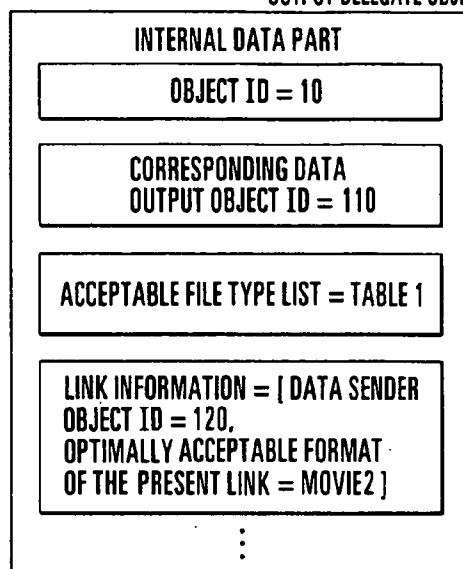 INTERNAL DATA PART
OBJECT ID = 10
CORRESPONDING DATA
OUTPUT OBJECT ID = 110
ACCEPTABLE FILE TYPE LIST = TABLE 1
LINK INFORMATION = [ DATA SENDER
OBJECT ID = 120,
OPTIMALLY ACCEPTABLE FORMAT
OF THE PRESENT LINK = MOVIE2 ]